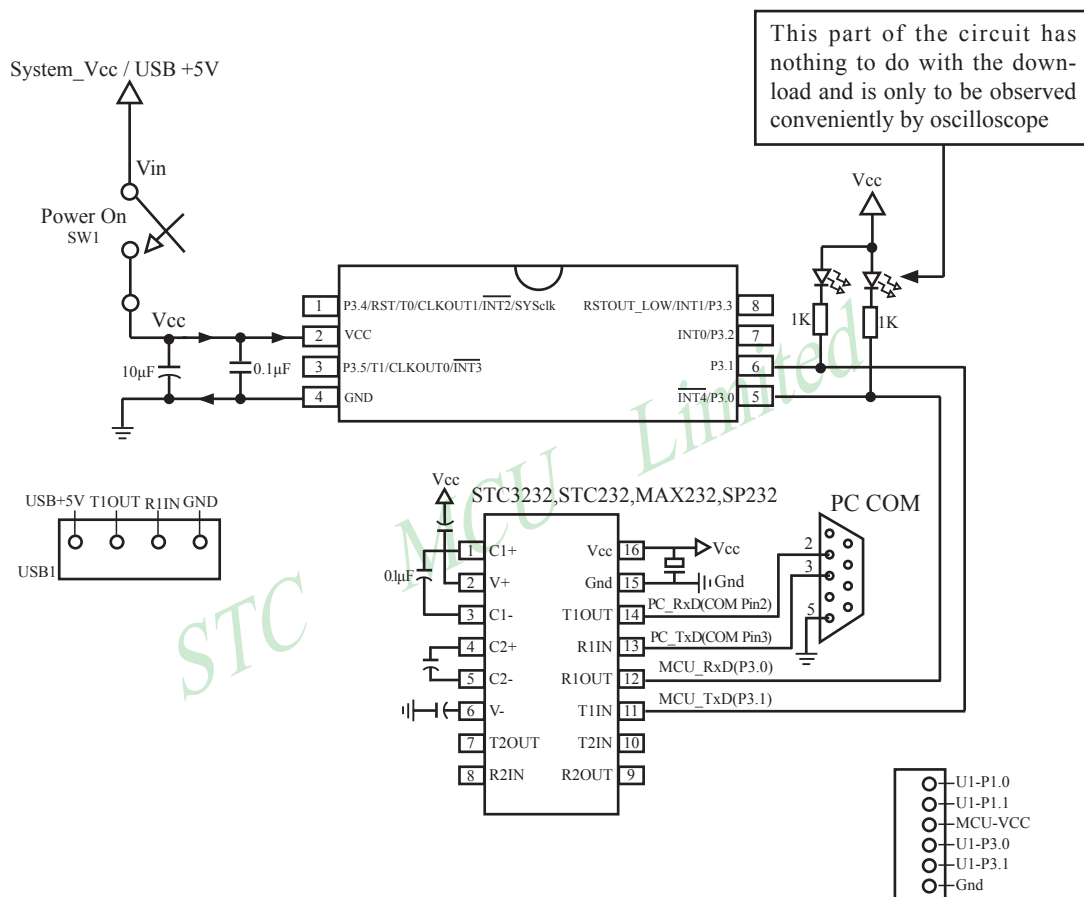 This part of the circuit has
nothing to do with the down-
load and is only to be observed
conveniently by oscilloscope
System_Vcc / USB +5V
Vin
Power On
SW1
Vcc
Vcc
10µF
0.1µF
1 P3.4/RST/T0/CLKOUT1/INT2/SYSclk
2 VCC
3 P3.5/T1/CLKOUT0/INT3
4 GND
RSTOUT_LOW/INT1/P3.3 8
INT0/P3.2 7
P3.1 6
INT4/P3.0 5
1K
1K
USB+5V T1OUT R1IN GND
USB1
Vcc
STC3232,STC232,MAX232,SP232
0.1µF
1 C1+
2 V+
3 C1-
4 C2+
5 C2-
6 V-
7 T2OUT
8 R2IN
Vcc 16 Vcc
Gnd 15 Gnd
T1OUT 14 PC_RxD(COM Pin2)
R1IN 13 PC_TxD(COM Pin3)
R1OUT 12 MCU_RxD(P3.0)
T1IN 11 MCU_TxD(P3.1)
T2IN 10
R2OUT 9
PC COM
2
3
5
U1-P1.0
U1-P1.1
MCU-VCC
U1-P3.0
U1-P3.1
Gnd
STC MCU Limited